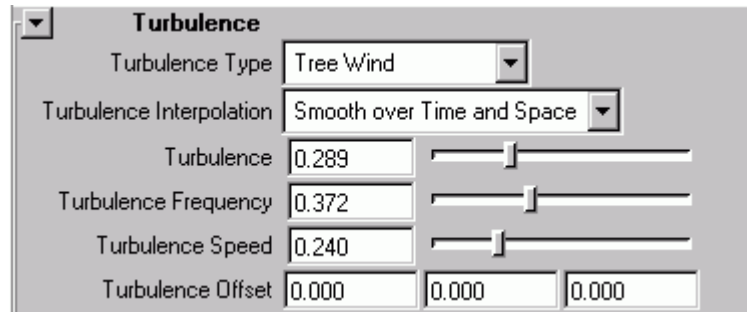 Turbulence
Turbulence Type Tree Wind
Turbulence Interpolation Smooth over Time and Space
Turbulence 0.289
Turbulence Frequency 0.372
Turbulence Speed 0.240
Turbulence Offset 0.000 0.000 0.000